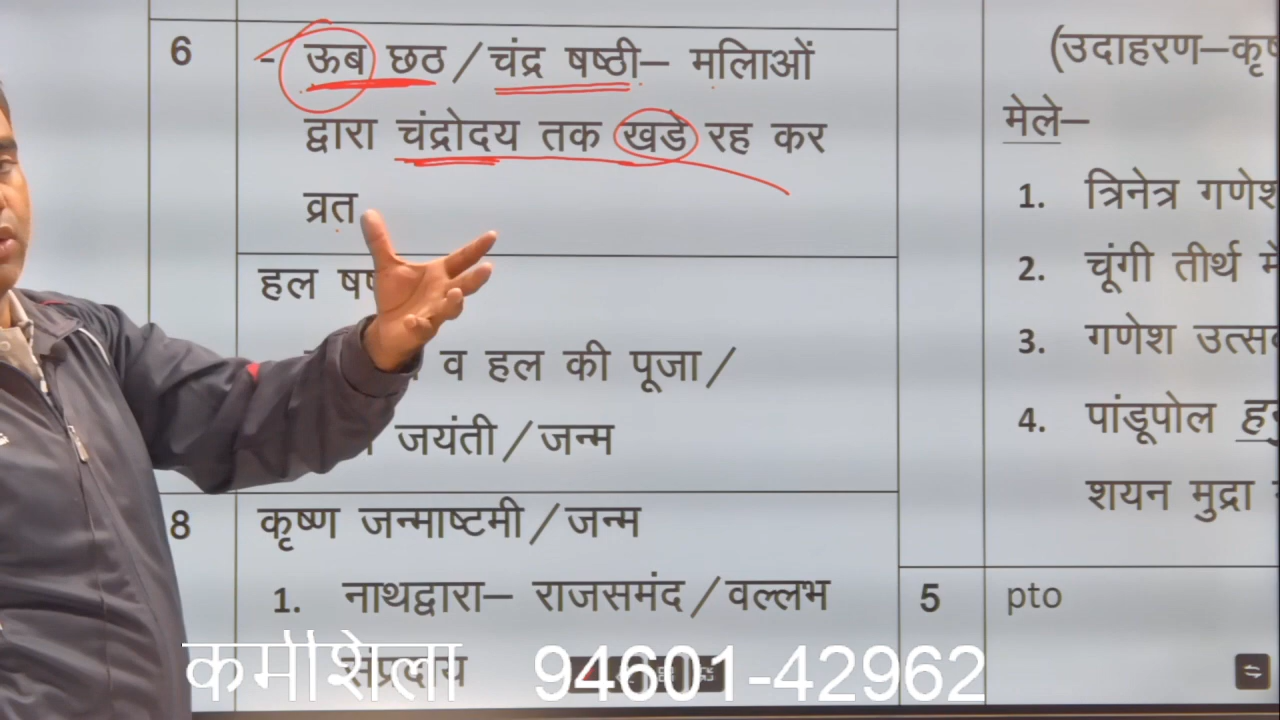 6
- ऊब छठ/चंद्र षष्ठी– मलिाओं
द्वारा चंद्रोदय तक खडे रह कर
व्रत
हल
व हल की पूजा/
जयंती/जन्म
8
कृष्ण जन्माष्टमी/जन्म
1. नाथद्वारा– राजसमंद/वल्लभ
संप्रदाय
(उदाहरण–कृष
मेले–
1. त्रिनेत्र गणेश
2. चूंगी तीर्थ मे
3. गणेश उत्सव
4. पांडूपोल
शयन मुद्रा
5 pto
कर्मशिला 94601-42962